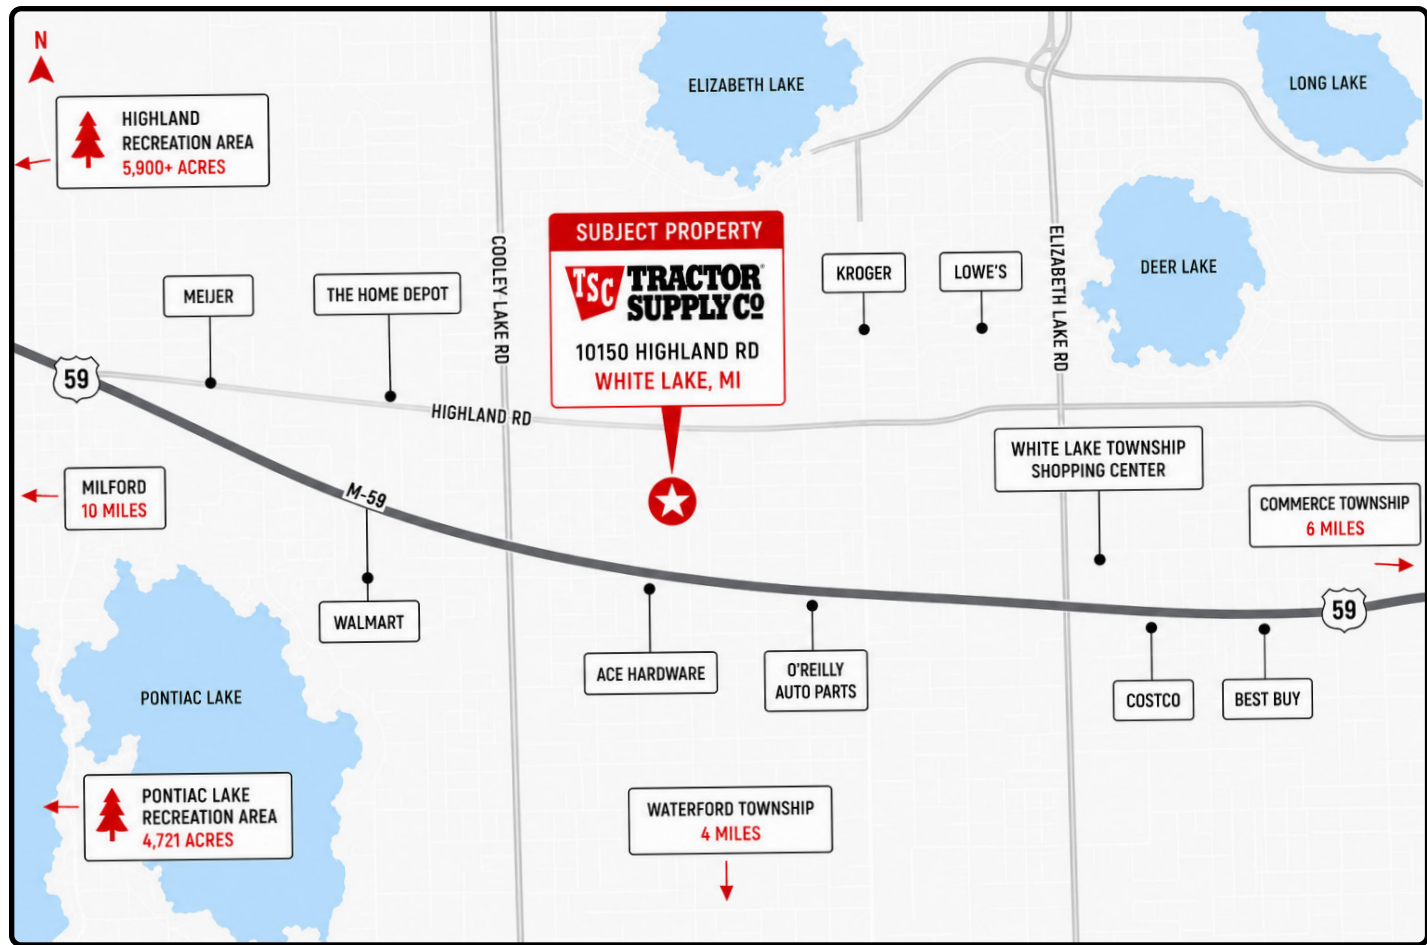 N
HIGHLAND
RECREATION AREA
5,900+ ACRES
ELIZABETH LAKE
LONG LAKE
SUBJECT PROPERTY
TSC
TRACTOR
SUPPLY CO
10150 HIGHLAND RD
WHITE LAKE, MI
COOLEY LAKE RD
ELIZABETH LAKE RD
KROGER
LOWE'S
DEER LAKE
MEIJER
THE HOME DEPOT
59
HIGHLAND RD
WHITE LAKE TOWNSHIP
SHOPPING CENTER
MILFORD
10 MILES
M-59
COMMERCE TOWNSHIP
6 MILES
59
WALMART
ACE HARDWARE
O'REILLY
AUTO PARTS
COSTCO
BEST BUY
PONTIAC LAKE
PONTIAC LAKE
RECREATION AREA
4,721 ACRES
WATERFORD TOWNSHIP
4 MILES